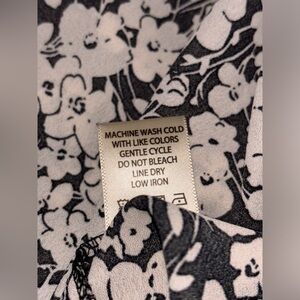 MACHINE WASH COLD
WITH LIKE COLORS
GENTLE CYCLE
DO NOT BLEACH
LINE DRY
LOW IRON